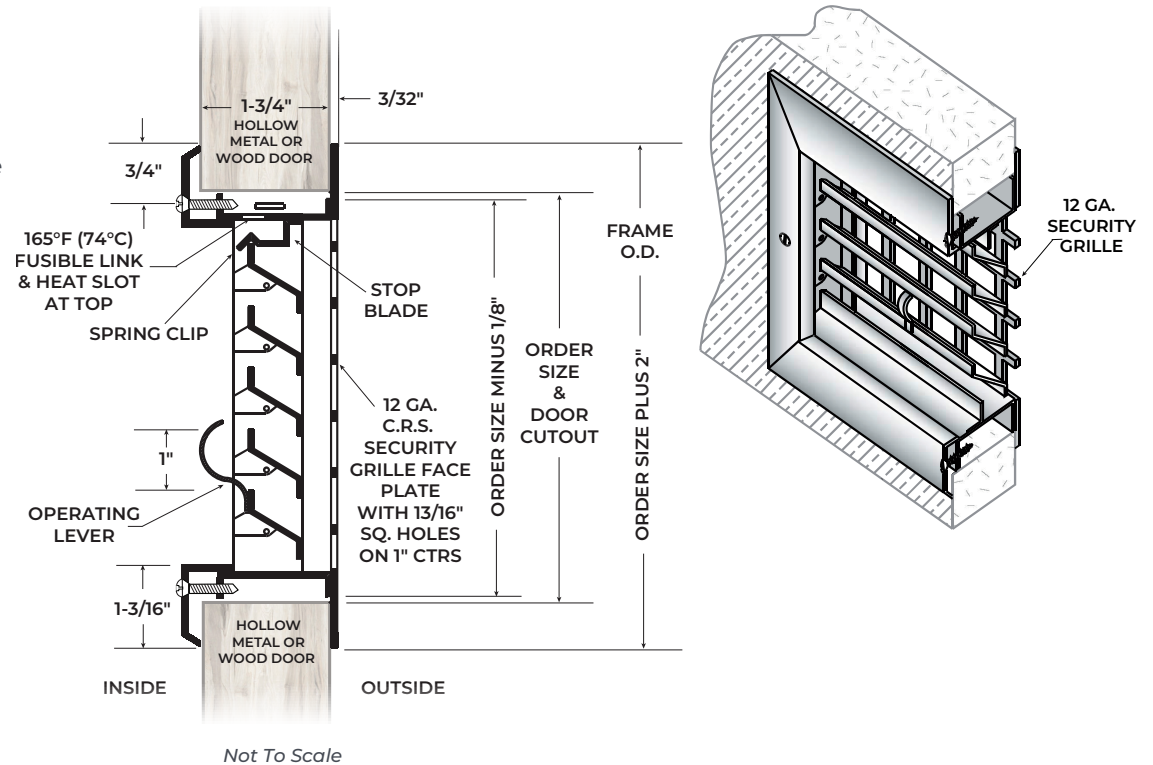 1-3/4"
HOLLOW
METAL OR
WOOD DOOR
3/32"
3/4"
165°F (74°C)
FUSIBLE LINK
& HEAT SLOT
AT TOP
SPRING CLIP
STOP
BLADE
1"
OPERATING
LEVER
12 GA.
C.R.S.
SECURITY
GRILLE FACE
PLATE
WITH 13/16"
SQ. HOLES
ON 1" CTRS
ORDER SIZE MINUS 1/8"
ORDER
SIZE
&
DOOR
CUTOUT
FRAME
O.D.
ORDER SIZE PLUS 2"
1-3/16"
HOLLOW
METAL OR
WOOD DOOR
INSIDE
OUTSIDE
Not To Scale
12 GA.
SECURITY
GRILLE